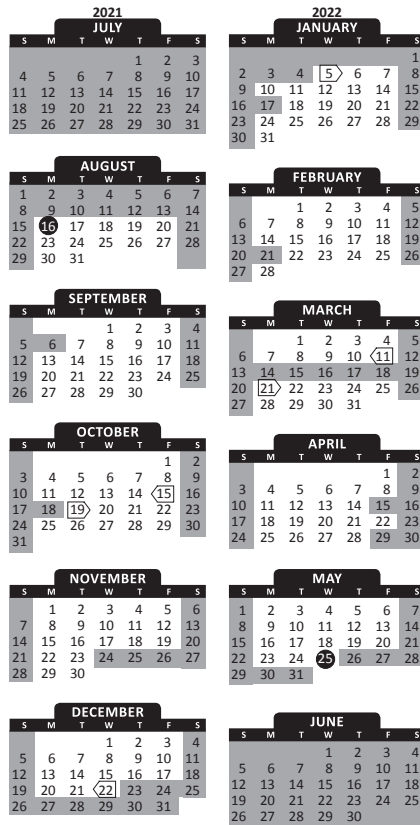 2021
JULY
S M T W T F S
1 2 3
4 5 6 7 8 9 10
11 12 13 14 15 16 17
18 19 20 21 22 23 24
25 26 27 28 29 30 31
AUGUST
S M T W T F S
1 2 3 4 5 6 7
8 9 10 11 12 13 14
15 16 17 18 19 20 21
22 23 24 25 26 27 28
29 30 31
SEPTEMBER
S M T W T F S
1 2 3 4
5 6 7 8 9 10 11
12 13 14 15 16 17 18
19 20 21 22 23 24 25
26 27 28 29 30
OCTOBER
S M T W T F S
1 2
3 4 5 6 7 8 9
10 11 12 13 14 15 16
17 18 19 20 21 22 23
24 25 26 27 28 29 30
31
NOVEMBER
S M T W T F S
1 2 3 4 5 6
7 8 9 10 11 12 13
14 15 16 17 18 19 20
21 22 23 24 25 26 27
28 29 30
DECEMBER
S M T W T F S
1 2 3 4
5 6 7 8 9 10 11
12 13 14 15 16 17 18
19 20 21 22 23 24 25
26 27 28 29 30 31
2022
JANUARY
S M T W T F S
1
2 3 4 5 6 7 8
9 10 11 12 13 14 15
16 17 18 19 20 21 22
23 24 25 26 27 28 29
30 31
FEBRUARY
S M T W T F S
1 2 3 4 5
6 7 8 9 10 11 12
13 14 15 16 17 18 19
20 21 22 23 24 25 26
27 28
MARCH
S M T W T F S
1 2 3 4 5
6 7 8 9 10 11 12
13 14 15 16 17 18 19
20 21 22 23 24 25 26
27 28 29 30 31
APRIL
S M T W T F S
1 2
3 4 5 6 7 8 9
10 11 12 13 14 15 16
17 18 19 20 21 22 23
24 25 26 27 28 29 30
MAY
S M T W T F S
1 2 3 4 5 6 7
8 9 10 11 12 13 14
15 16 17 18 19 20 21
22 23 24 25 26 27 28
29 30 31
JUNE
S M T W T F S
1 2 3 4
5 6 7 8 9 10 11
12 13 14 15 16 17 18
19 20 21 22 23 24 25
26 27 28 29 30